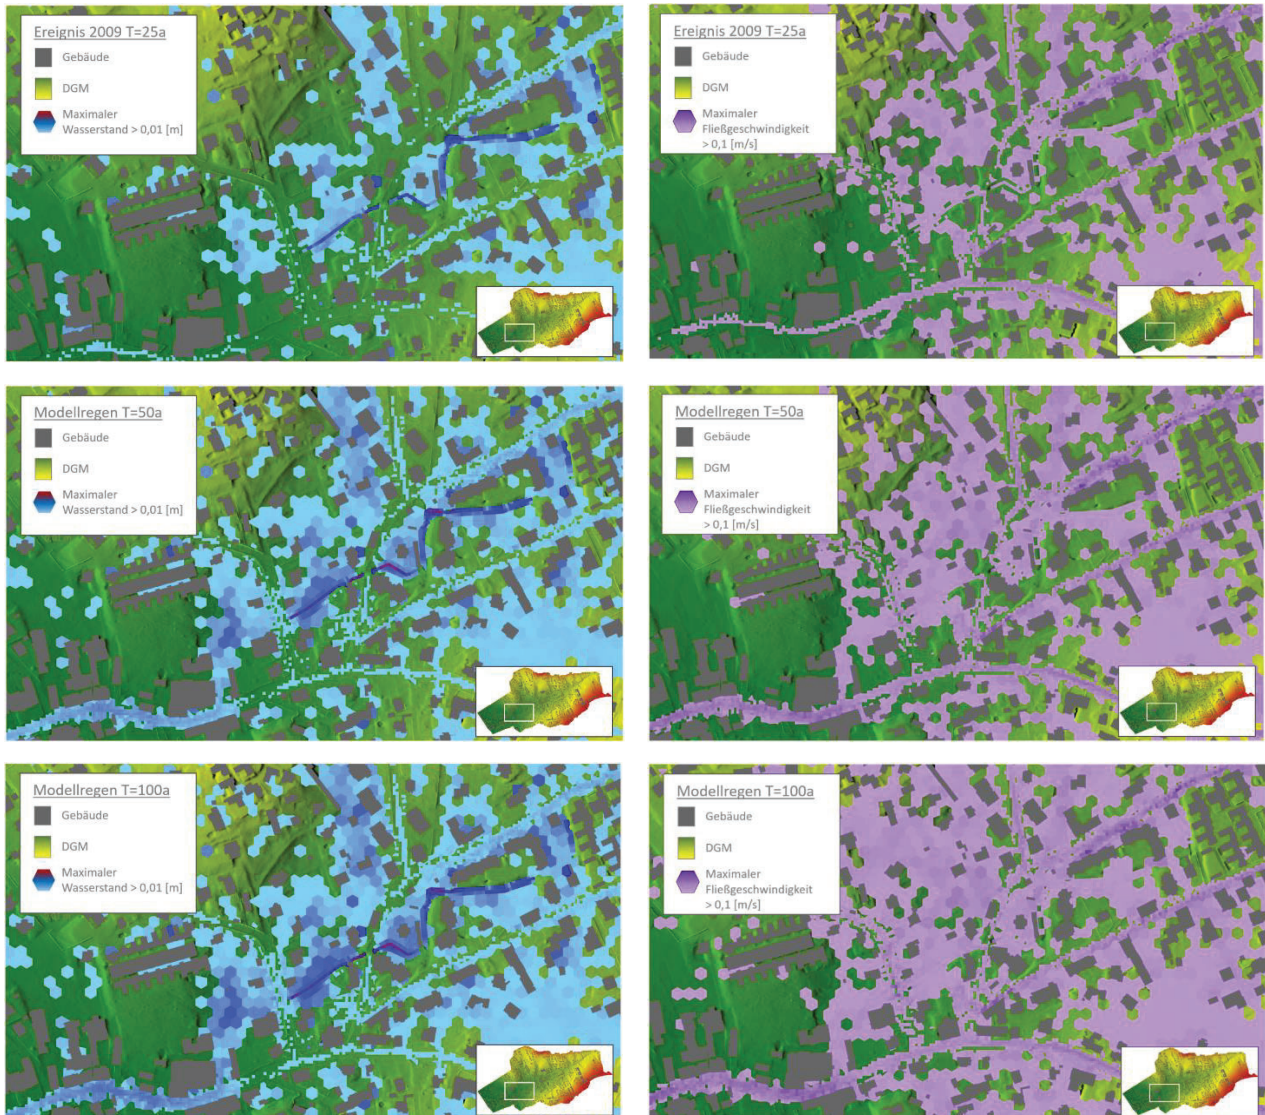 Ereignis 2009 T=25a
Gebäude
DGM
Maximaler
Wasserstand > 0,01 [m]
Ereignis 2009 T=25a
Gebäude
DGM
Maximaler
Fließgeschwindigkeit
> 0,1 [m/s]
Modellregen T=50a
Gebäude
DGM
Maximaler
Wasserstand > 0,01 [m]
Modellregen T=50a
Gebäude
DGM
Maximaler
Fließgeschwindigkeit
> 0,1 [m/s]
Modellregen T=100a
Gebäude
DGM
Maximaler
Wasserstand > 0,01 [m]
Modellregen T=100a
Gebäude
DGM
Maximaler
Fließgeschwindigkeit
> 0,1 [m/s]